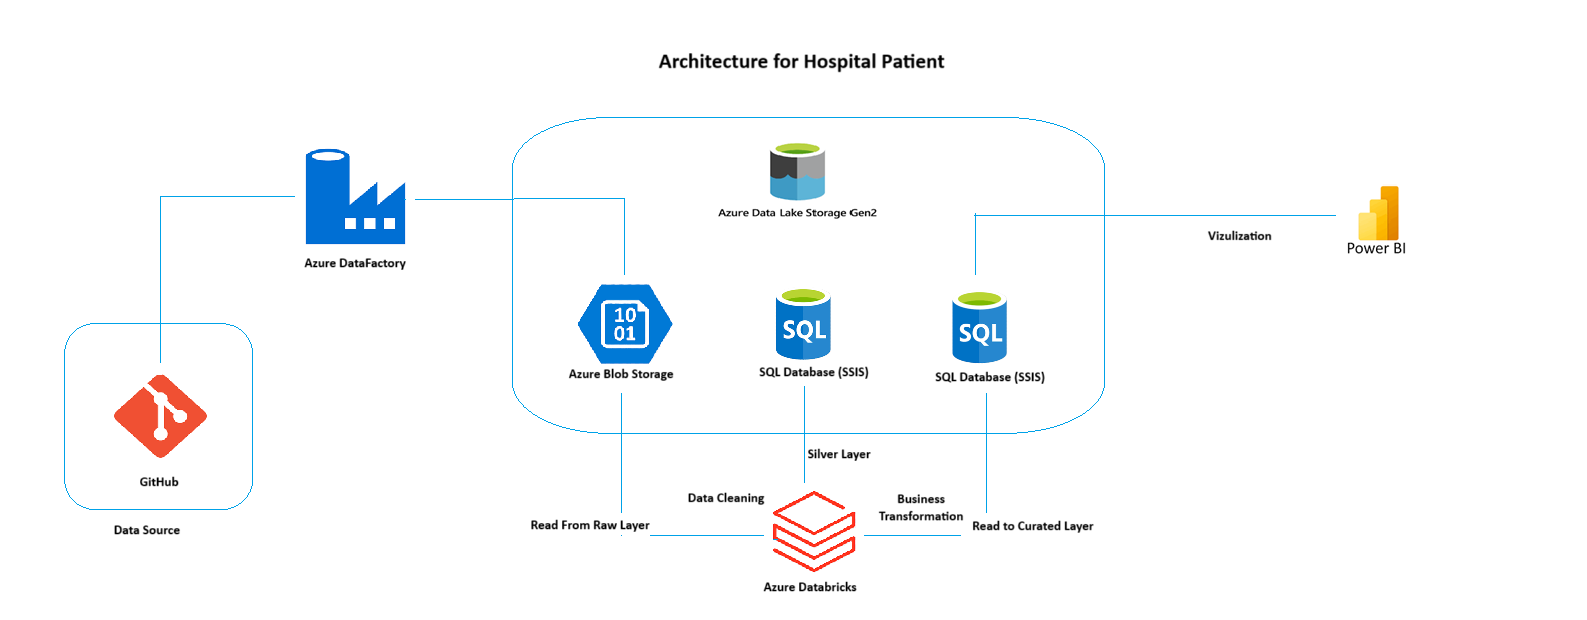 Architecture for Hospital Patient
Azure Data Lake Storage Gen2
Azure DataFactory
Vizulization
Power BI
10
01
Azure Blob Storage
SQL
SQL Database (SSIS)
SQL
SQL Database (SSIS)
GitHub
Data Source
Silver Layer
Data Cleaning
Business
Transformation
Read From Raw Layer
Read to Curated Layer
Azure Databricks